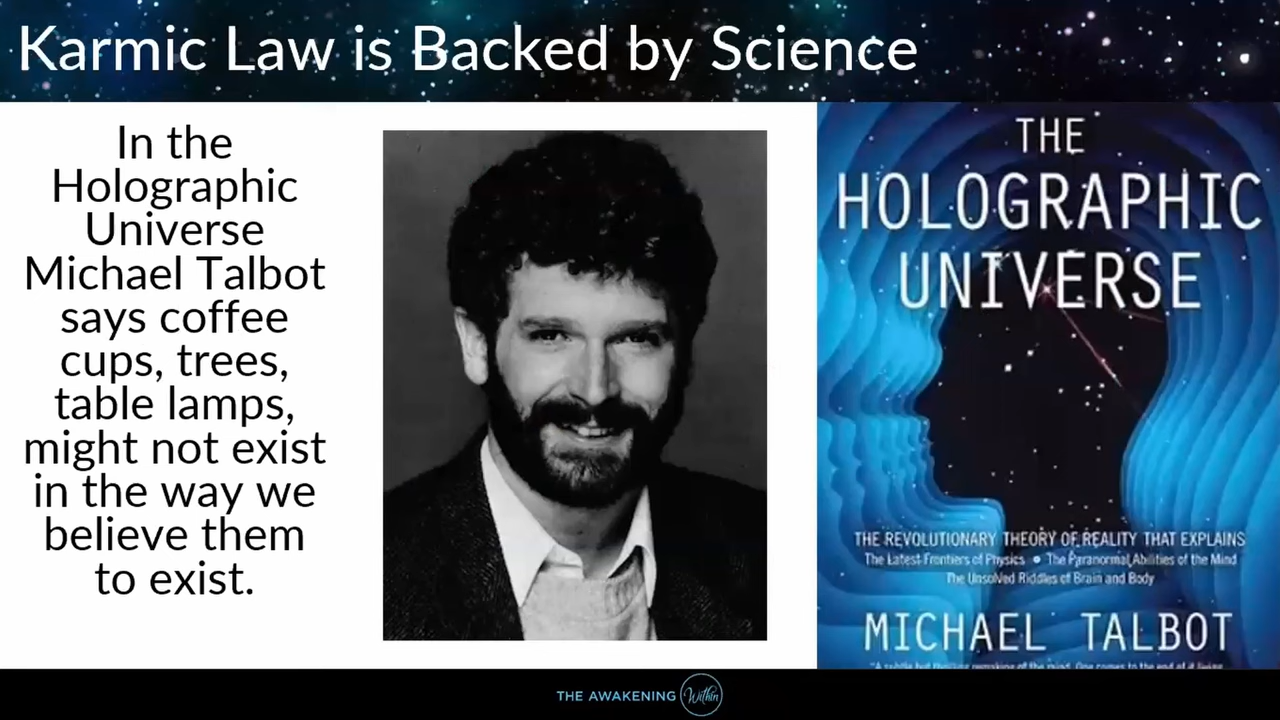 Karmic Law is Backed by Science
In the
Holographic
Universe
Michael Talbot
says coffee
cups, trees,
table lamps,
might not exist
in the way we
believe them
to exist.
THE
HOLOGRAPHIC
UNIVERSE
THE REVOLUTIONARY THEORY OF REALITY THAT EXPLAINS
The Latest Frontiers of Physics • The Paranormal Abilities of the Mind
The Unsolved Riddles of Brain and Body
MICHAEL TALBOT
THE AWAKENING Within